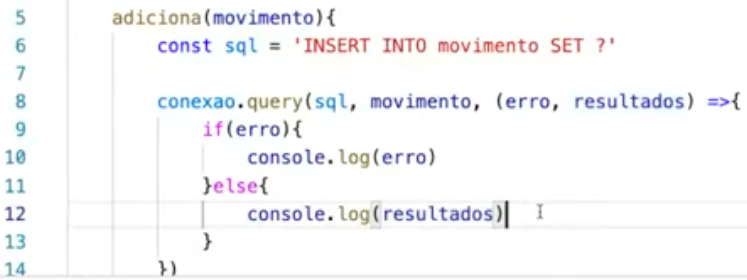 5 adiciona(movimento){
6 const sql = 'INSERT INTO movimento SET ?'
7
8 conexao.query(sql, movimento, (erro, resultados) =>{
9 if(erro){
10 console.log(erro)
11 }else{
12 console.log(resultados)
13 }
14 })